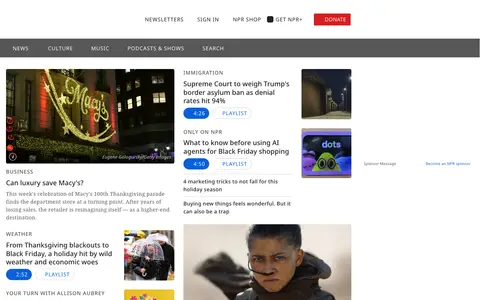 NEWSLETTERS
SIGN IN
NPR SHOP
GET NPR+
DONATE
NEWS
CULTURE
MUSIC
PODCASTS & SHOWS
SEARCH
Macy's
Eugene Gologursky/Getty Images
BUSINESS
Can luxury save Macy's?
This week's celebration of Macy's 100th Thanksgiving parade
finds the department store at a turning point. After years of
losing sales, the retailer is reimagining itself — as a higher-end
destination.
WEATHER
From Thanksgiving blackouts to
Black Friday, a holiday hit by wild
weather and economic woes
2:52
PLAYLIST
YOUR TURN WITH ALLISON AUBREY
IMMIGRATION
Supreme Court to weigh Trump's
border asylum ban as denial
rates hit 94%
4:26
PLAYLIST
ONLY ON NPR
What to know before using AI
agents for Black Friday shopping
4:50
PLAYLIST
dots
4 marketing tricks to not fall for this
holiday season
Buying new things feels wonderful. But it
can also be a trap
Sponsor Message
Become an NPR sponsor